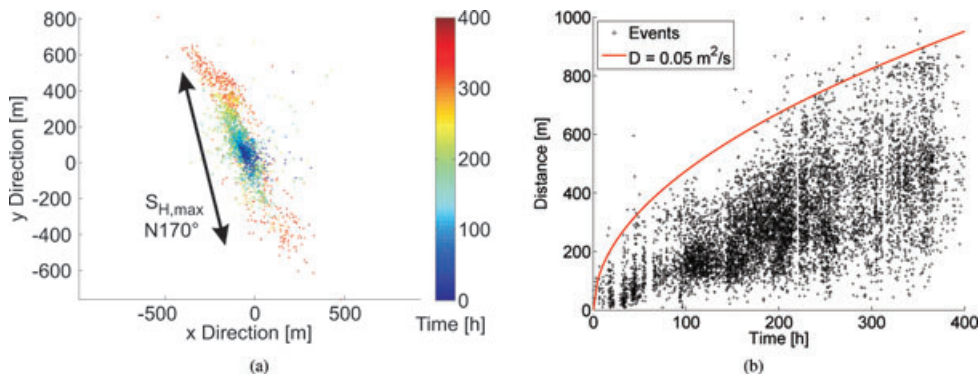 800
600
400
200
0
-200
-400
-600
y Direction [m]
S_H,max
N170°
-500
0
500
x Direction [m]
400
300
200
100
0
Time [h]
(a)
1000
800
600
400
200
0
Distance [m]
Events
D = 0.05 m²/s
0
100
200
300
400
Time [h]
(b)